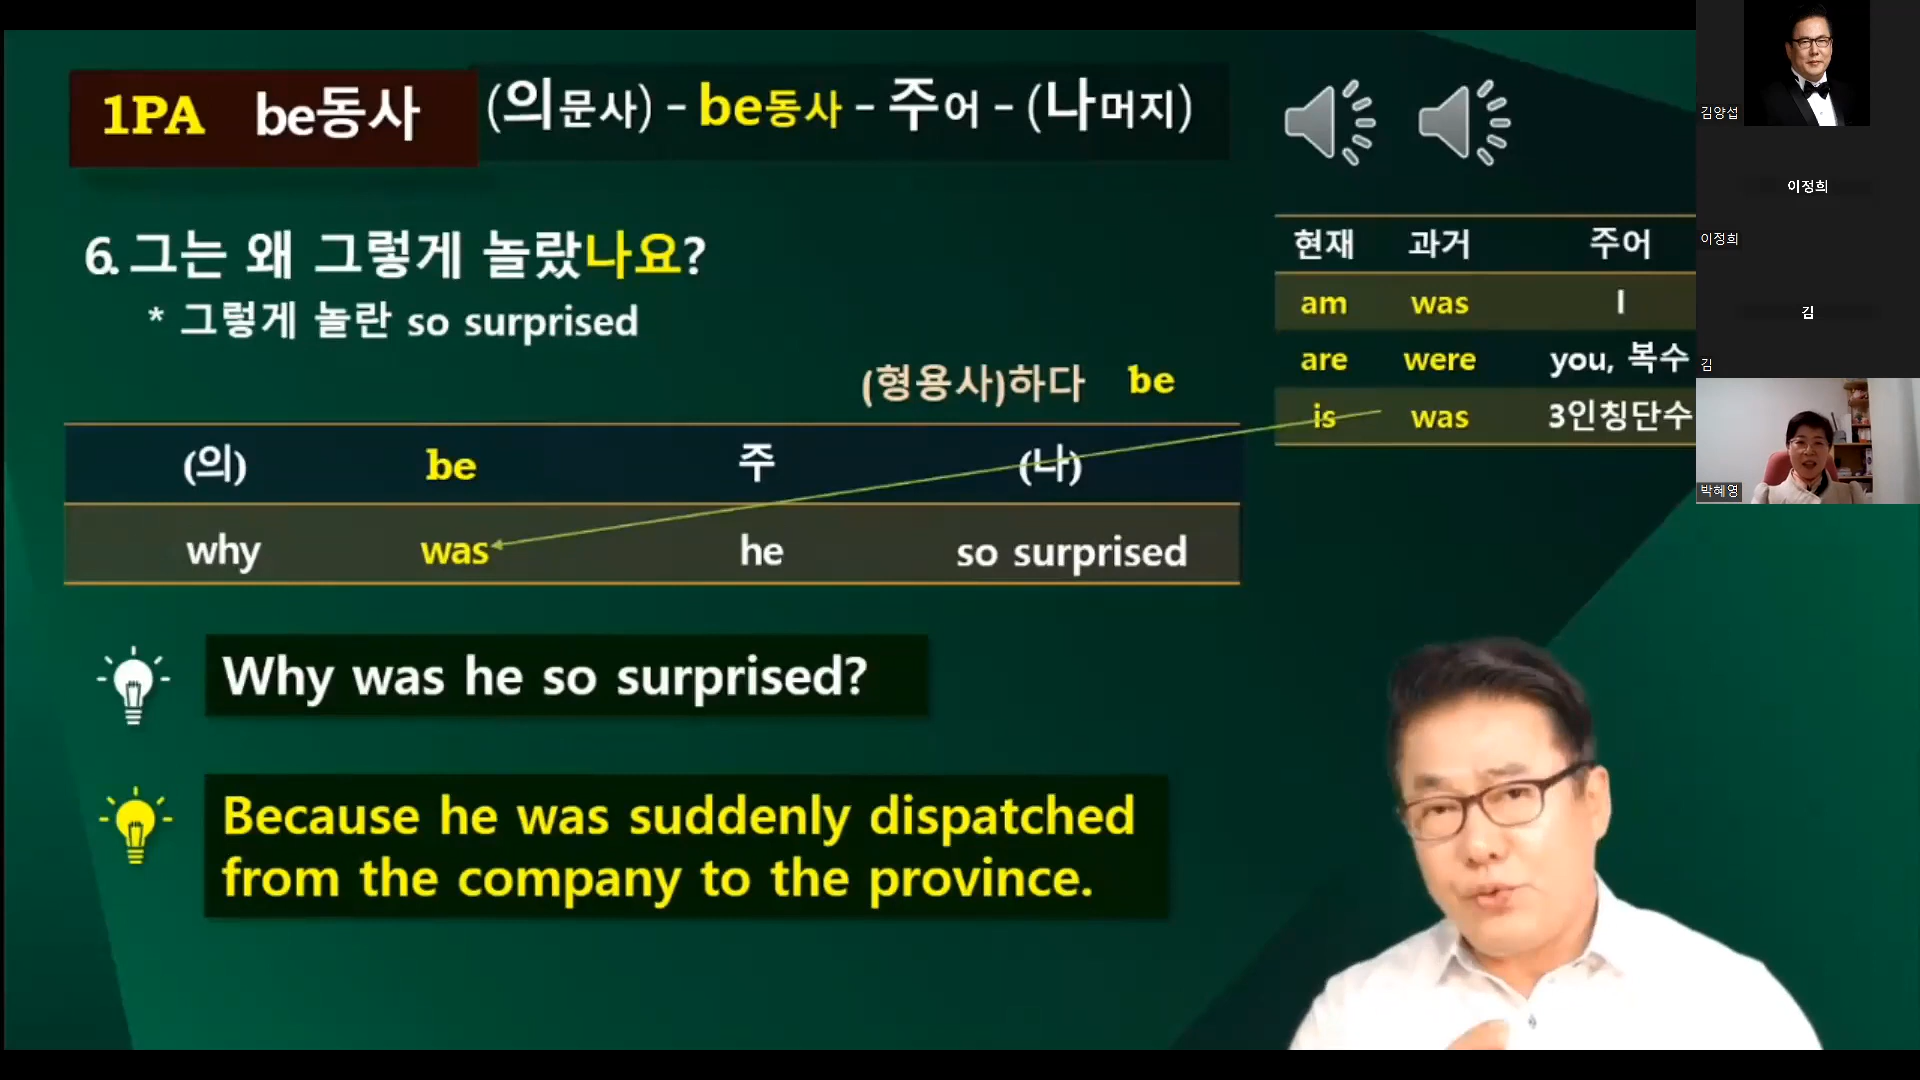 1PA be동사 (의문사) - be동사 - 주어 - (나머지)
6. 그는 왜 그렇게 놀랐나요?
* 그렇게 놀란 so surprised
(형용사)하다 be
(의) be 주 (나)
why was he so surprised
Why was he so surprised?
Because he was suddenly dispatched
from the company to the province.
현재 과거 주어
am was I
are were you, 복수
is was 3인칭단수
김양섭
이정희
이정희
김
김
박혜영